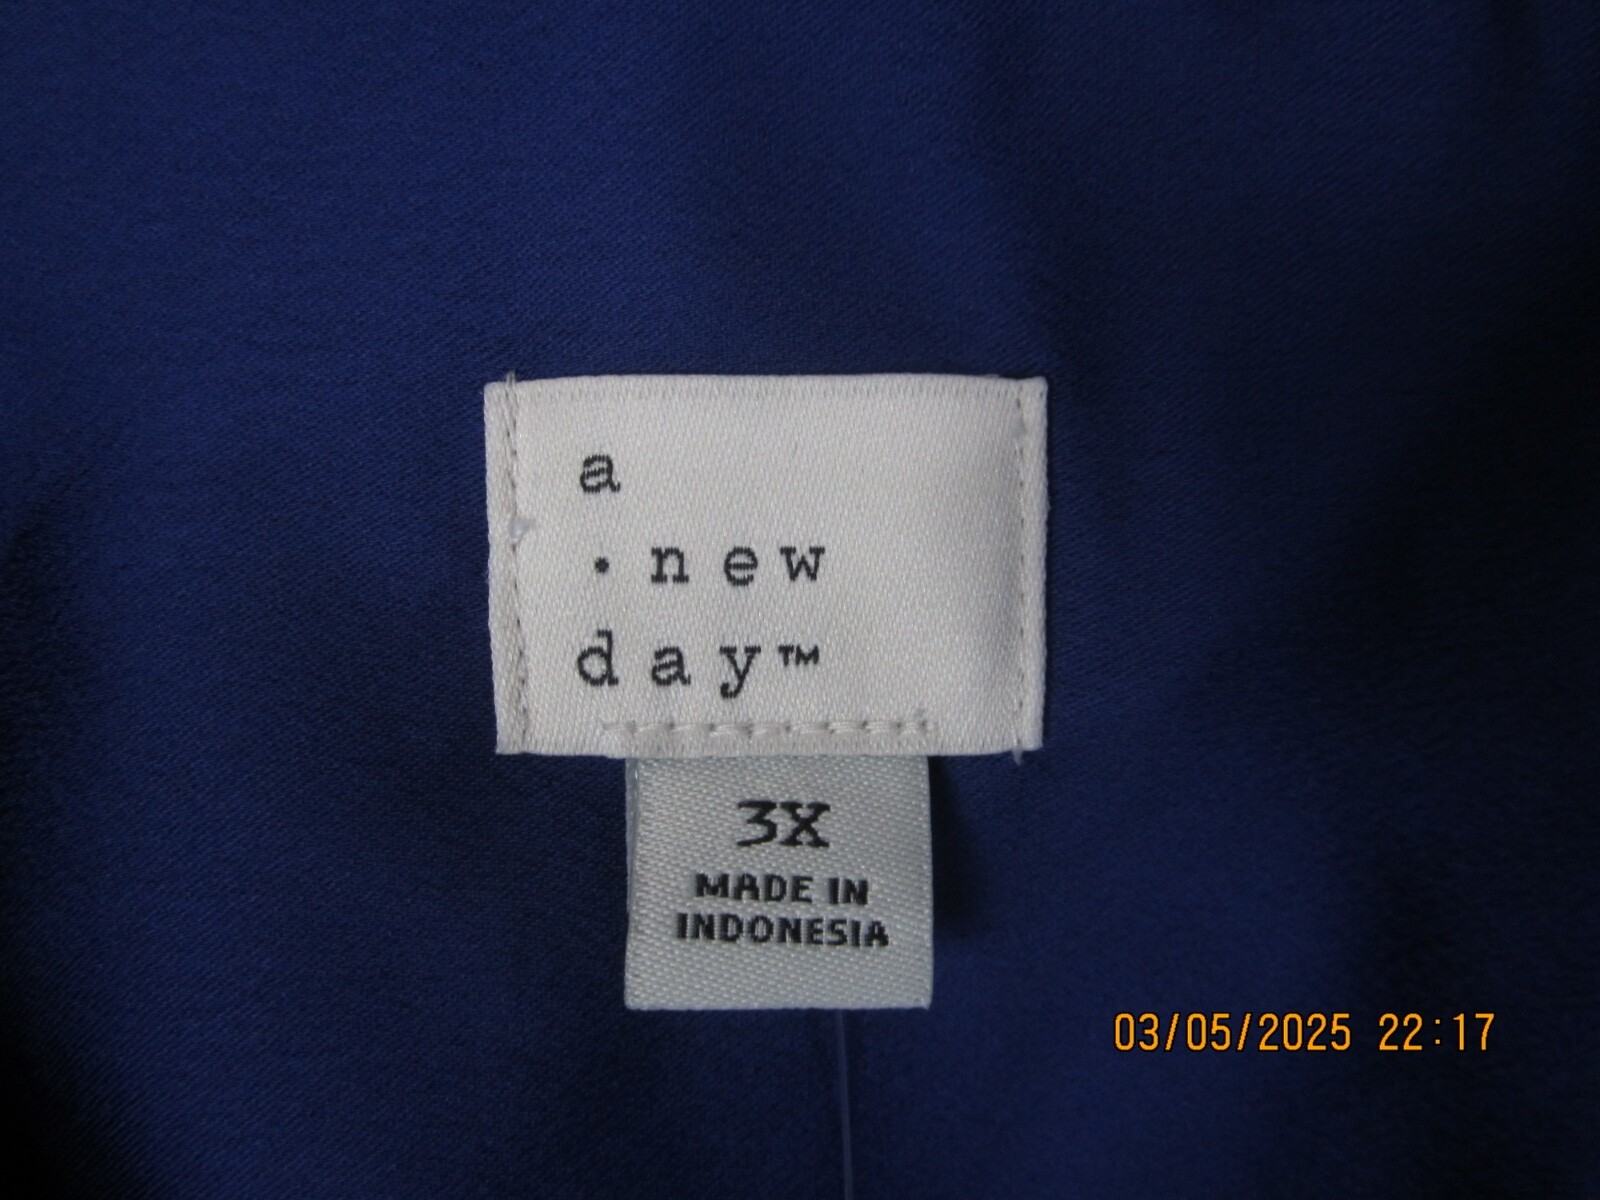 a
· new
day™
3X
MADE IN
INDONESIA
03/05/2025 22:17